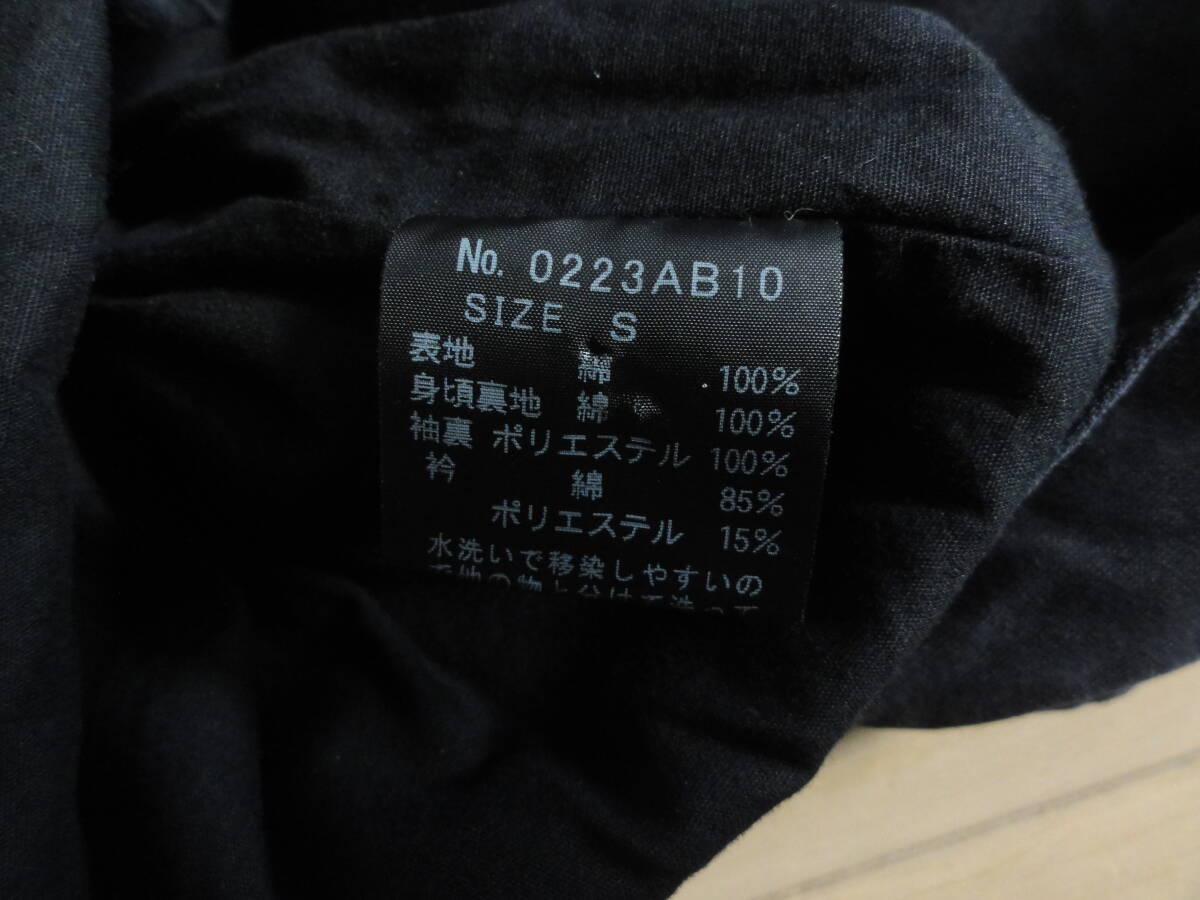 No. 0223AB10
SIZE S
表地 綿 100%
身頃裏地 綿 100%
袖裏 ポリエステル 100%
衿 綿 85%
ポリエステル 15%
水洗いで移染しやすいの